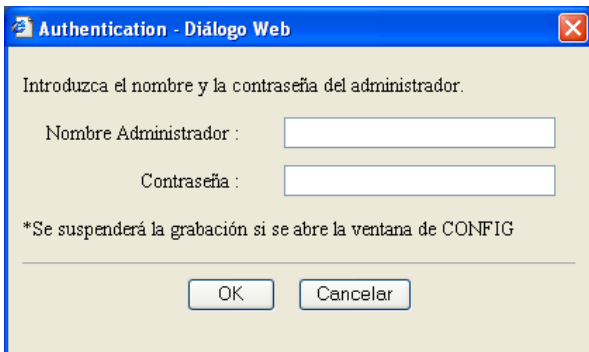 Authentication - Diálogo Web
Introduzca el nombre y la contraseña del administrador.
Nombre Administrador :
Contraseña :
*Se suspenderá la grabación si se abre la ventana de CONFIG
OK
Cancelar